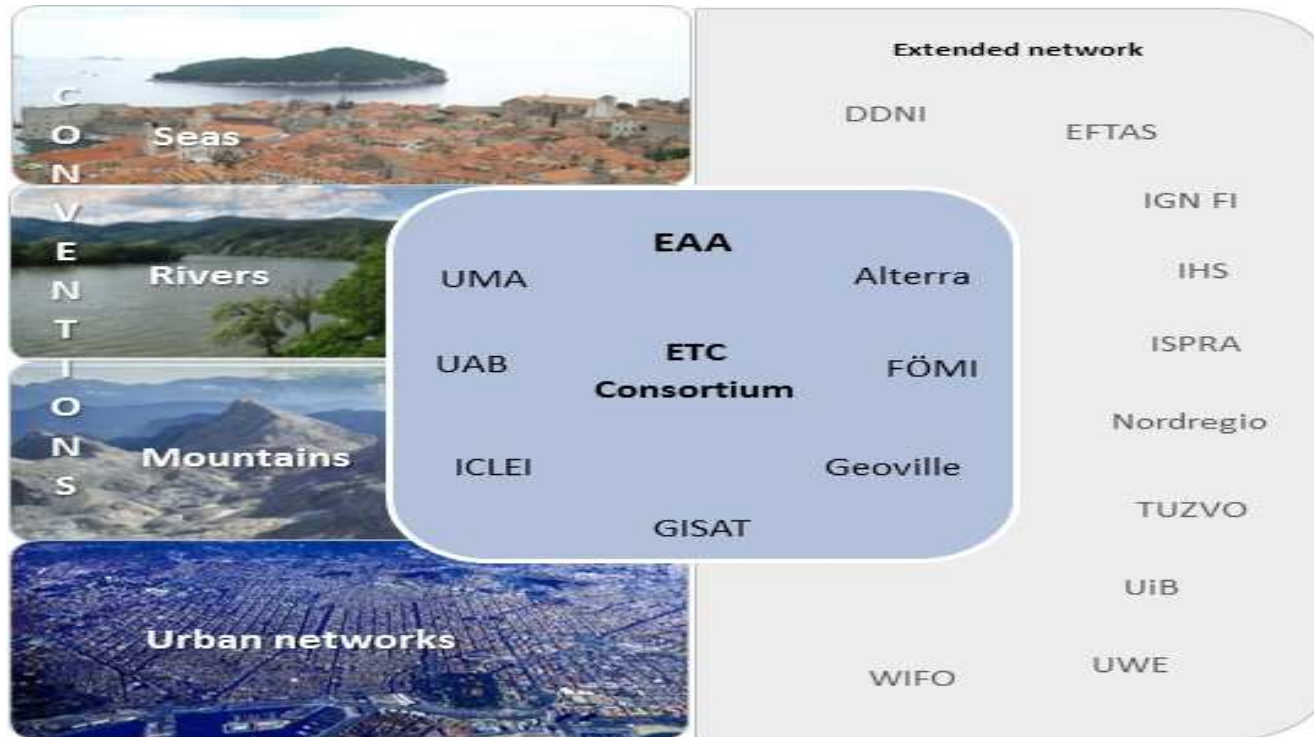 CONVENTIONS
Seas
Rivers
Mountains
Urban networks
EAA
UMA
Alterra
UAB
ETC
Consortium
FÖMI
ICLEI
Geoville
GISAT
Extended network
DDNI
EFTAS
IGN FI
IHS
ISPRA
Nordregio
TUZVO
UiB
UWE
WIFO